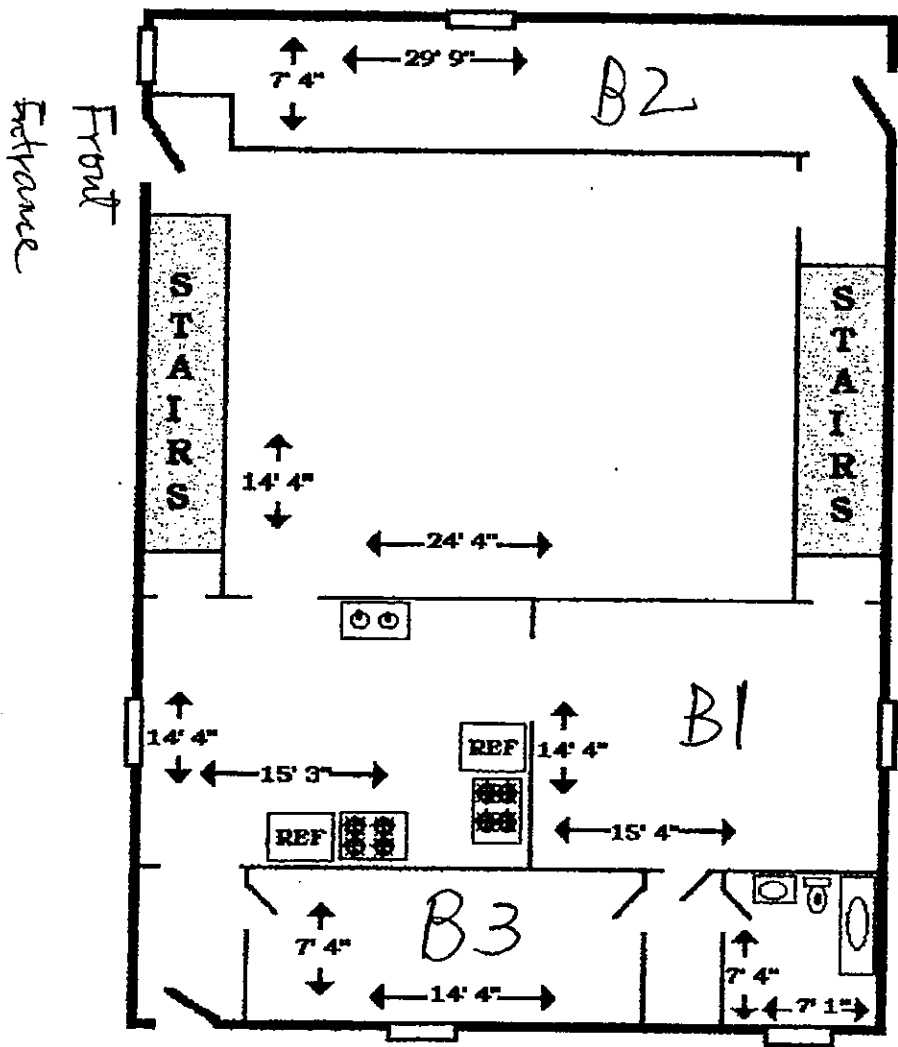 29' 9"
7' 4"
B2
Front
Entrance
STAIRS
STAIRS
14' 4"
24' 4"
B1
14' 4"
REF
14' 4"
15' 3"
REF
15' 4"
B3
7' 4"
7' 4"
14' 4"
7' 1"